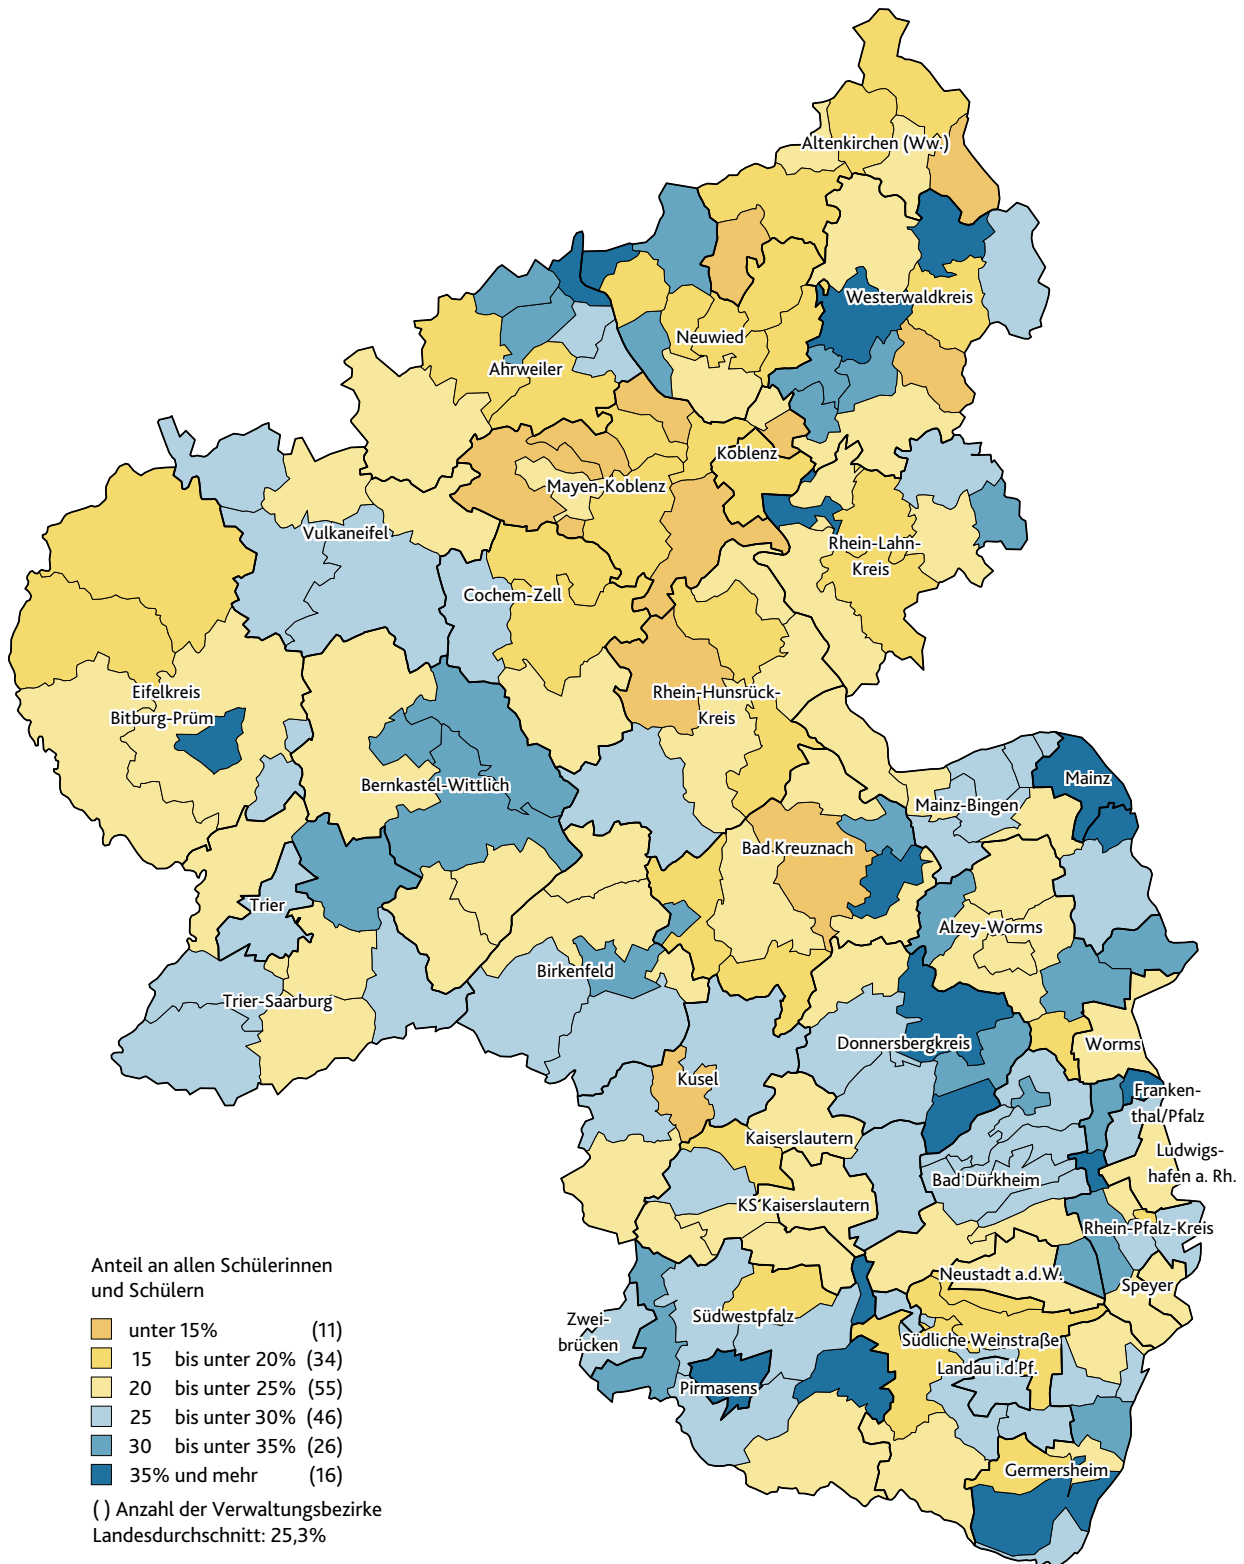 Altenkirchen (Ww.)
Westerwaldkreis
Neuwied
Ahrweiler
Koblenz
Mayen-Koblenz
Vulkaneifel
Rhein-Lahn-
Kreis
Cochem-Zell
Eifelkreis
Bitburg-Prüm
Rhein-Hunsrück-
Kreis
Bernkastel-Wittlich
Mainz
Mainz-Bingen
Bad Kreuznach
Trier
Alzey-Worms
Birkenfeld
Trier-Saarburg
Donnersbergkreis
Worms
Kusel
Franken-
thal/Pfalz
Kaiserslautern
Ludwigs-
hafen a. Rh.
Bad Dürkheim
KS Kaiserslautern
Rhein-Pfalz-Kreis
Neustadt a.d.W.
Speyer
Zwei-
brücken
Südwestpfalz
Südliche Weinstraße
Landau i.d.Pf.
Pirmasens
Germersheim
Anteil an allen Schülerinnen
und Schülern
unter 15% (11)
15 bis unter 20% (34)
20 bis unter 25% (55)
25 bis unter 30% (46)
30 bis unter 35% (26)
35% und mehr (16)
( ) Anzahl der Verwaltungsbezirke
Landesdurchschnitt: 25,3%